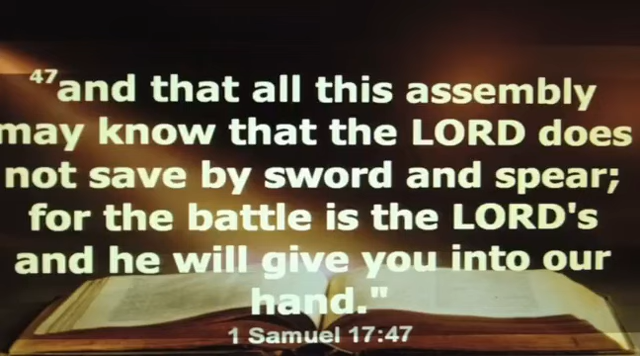 47and that all this assembly
may know that the LORD does
not save by sword and spear;
for the battle is the LORD's
and he will give you into our
hand."
1 Samuel 17:47